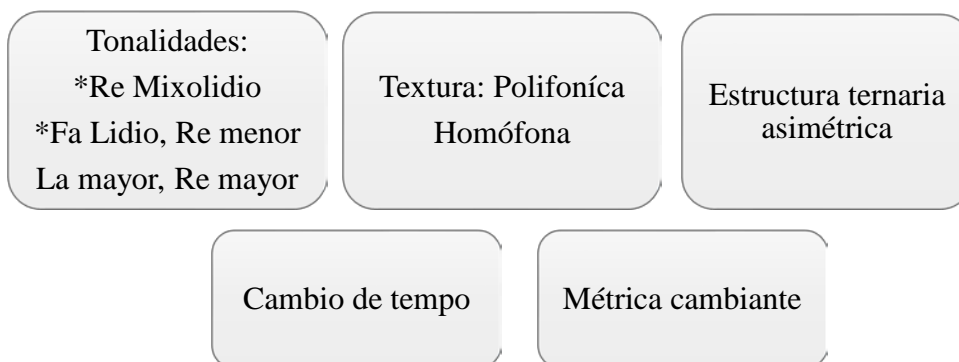 Tonalidades:
*Re Mixolidio
*Fa Lidio, Re menor
La mayor, Re mayor
Textura: Polifoníca
Homófona
Estructura ternaria
asimétrica
Cambio de tempo
Métrica cambiante